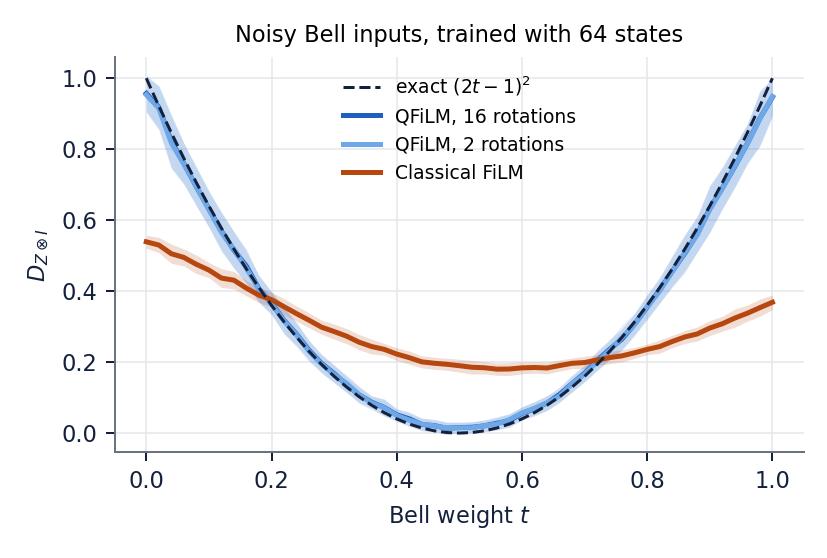 Noisy Bell inputs, trained with 64 states
exact (2t − 1)²
QFiLM, 16 rotations
QFiLM, 2 rotations
Classical FiLM
D_{Z⊗I}
1.0
0.8
0.6
0.4
0.2
0.0
0.0 0.2 0.4 0.6 0.8 1.0
Bell weight t